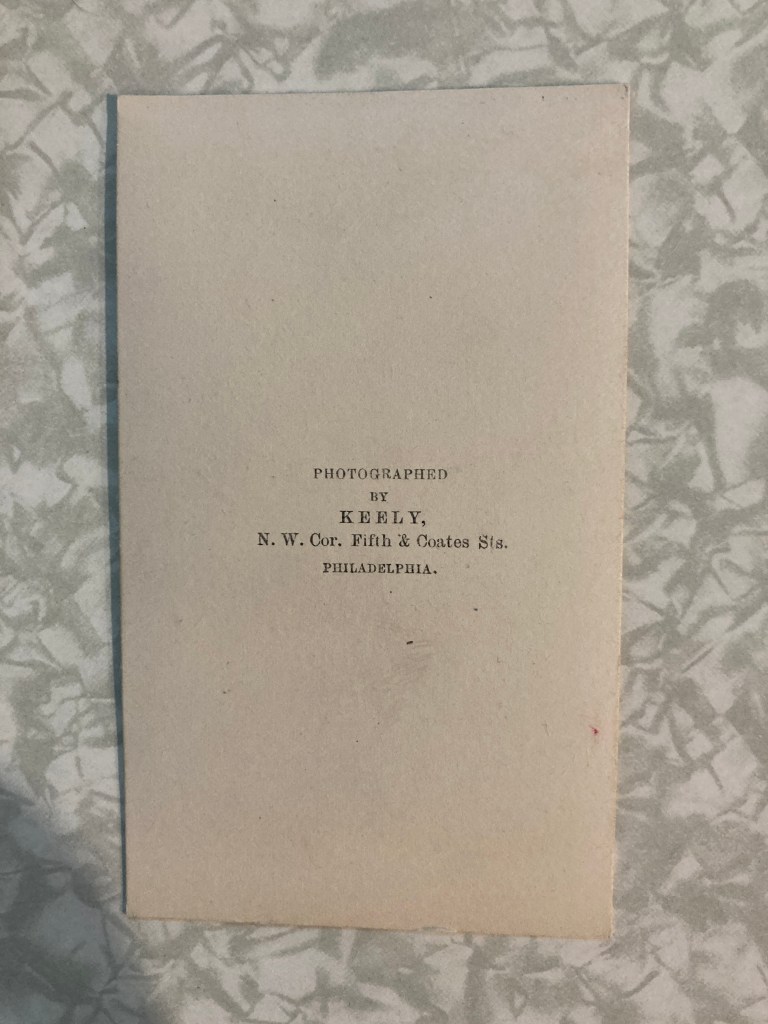 PHOTOGRAPHED
BY
KEELY,
N. W. Cor. Fifth & Coates Sts.
PHILADELPHIA.